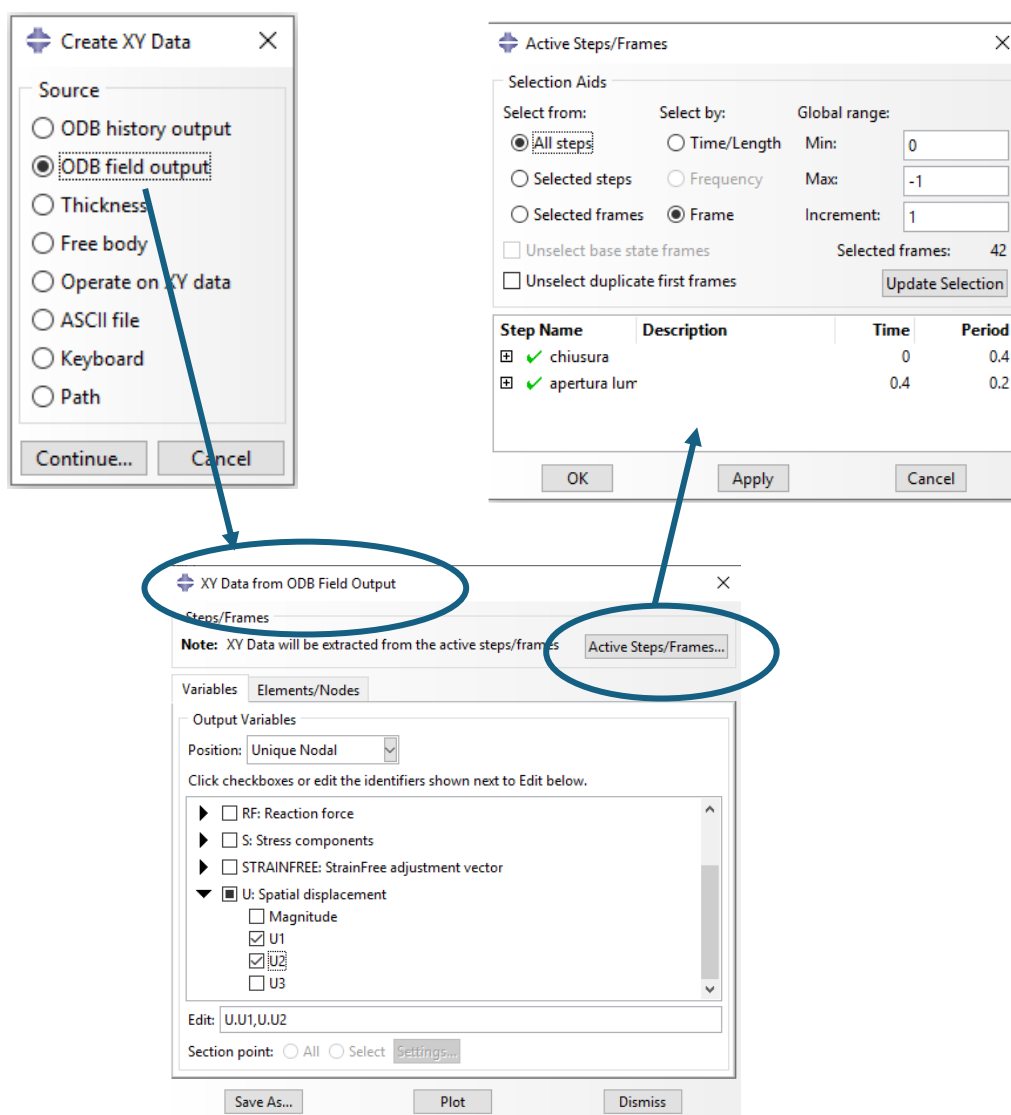 Create XY Data
Source
ODB history output
ODB field output
Thickness
Free body
Operate on XY data
ASCII file
Keyboard
Path
Continue... Cancel
Active Steps/Frames
Selection Aids
Select from: Select by: Global range:
All steps Time/Length Min: 0
Selected steps Frequency Max: -1
Selected frames Frame Increment: 1
Unselect base state frames Selected frames: 42
Unselect duplicate first frames Update Selection
Step Name Description Time Period
chiusura 0 0.4
apertura lum 0.4 0.2
OK Apply Cancel
XY Data from ODB Field Output
Steps/Frames
Note: XY Data will be extracted from the active steps/frames Active Steps/Frames...
Variables Elements/Nodes
Output Variables
Position: Unique Nodal
Click checkboxes or edit the identifiers shown next to Edit below.
RF: Reaction force
S: Stress components
STRAINFREE: StrainFree adjustment vector
U: Spatial displacement
Magnitude
U1
U2
U3
Edit: U.U1,U.U2
Section point: All Select Settings...
Save As... Plot Dismiss